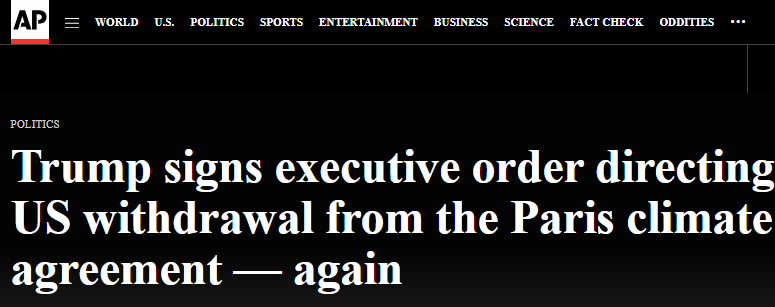 AP WORLD U.S. POLITICS SPORTS ENTERTAINMENT BUSINESS SCIENCE FACT CHECK ODDITIES •••
POLITICS
Trump signs executive order directing
US withdrawal from the Paris climate
agreement — again